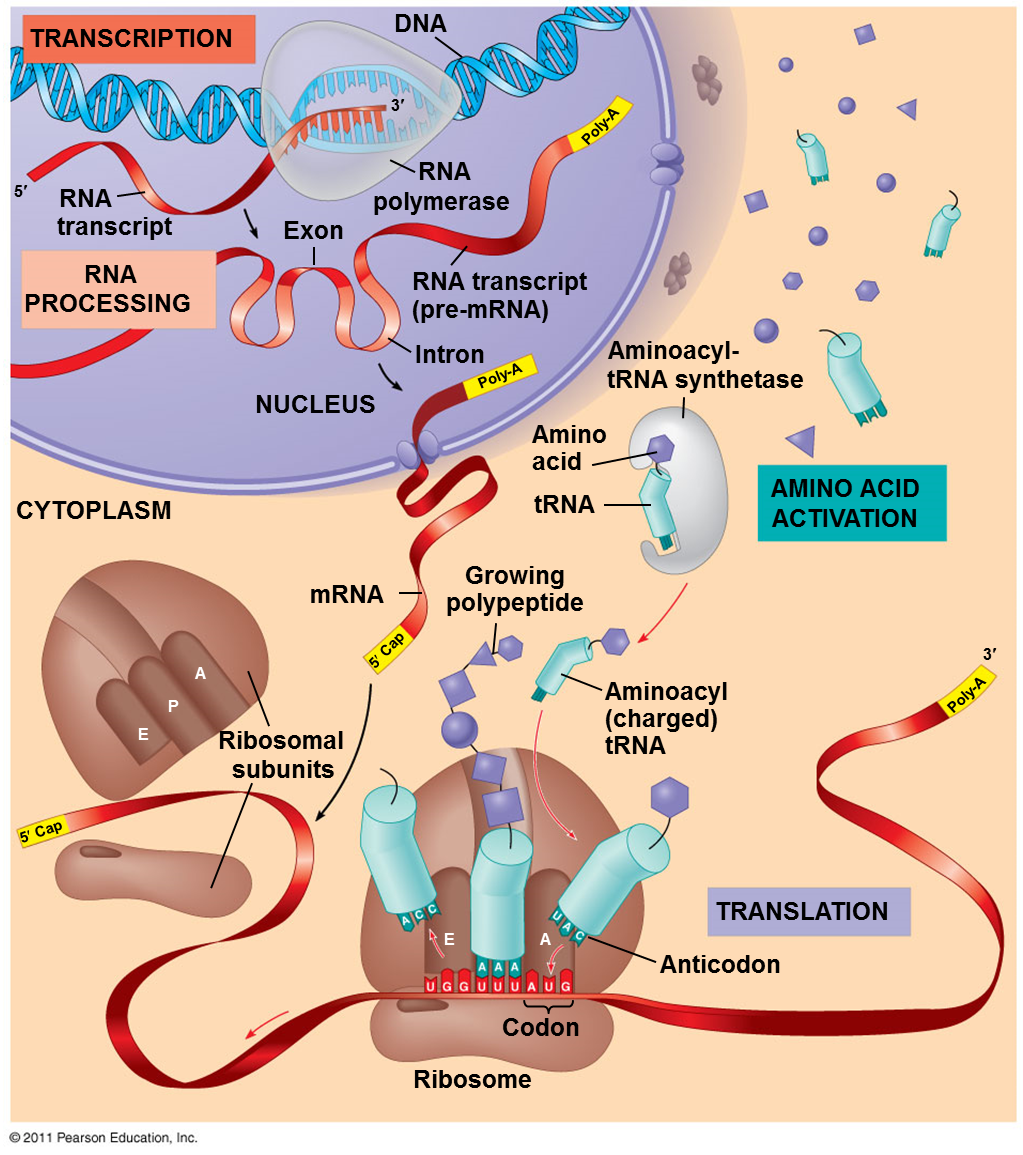 TRANSCRIPTION
DNA
3′
Poly-A
5′
RNA
transcript
RNA
polymerase
Exon
RNA
PROCESSING
RNA transcript
(pre-mRNA)
Intron
Aminoacyl-
tRNA synthetase
NUCLEUS
Poly-A
Amino
acid
tRNA
AMINO ACID
ACTIVATION
CYTOPLASM
mRNA
Growing
polypeptide
5′ Cap
3′
Poly-A
A
P
E
Aminoacyl
(charged)
tRNA
Ribosomal
subunits
5′ Cap
A C C
U A C
TRANSLATION
E
A
Anticodon
A A A
U G G U U U A U G
Codon
Ribosome
© 2011 Pearson Education, Inc.